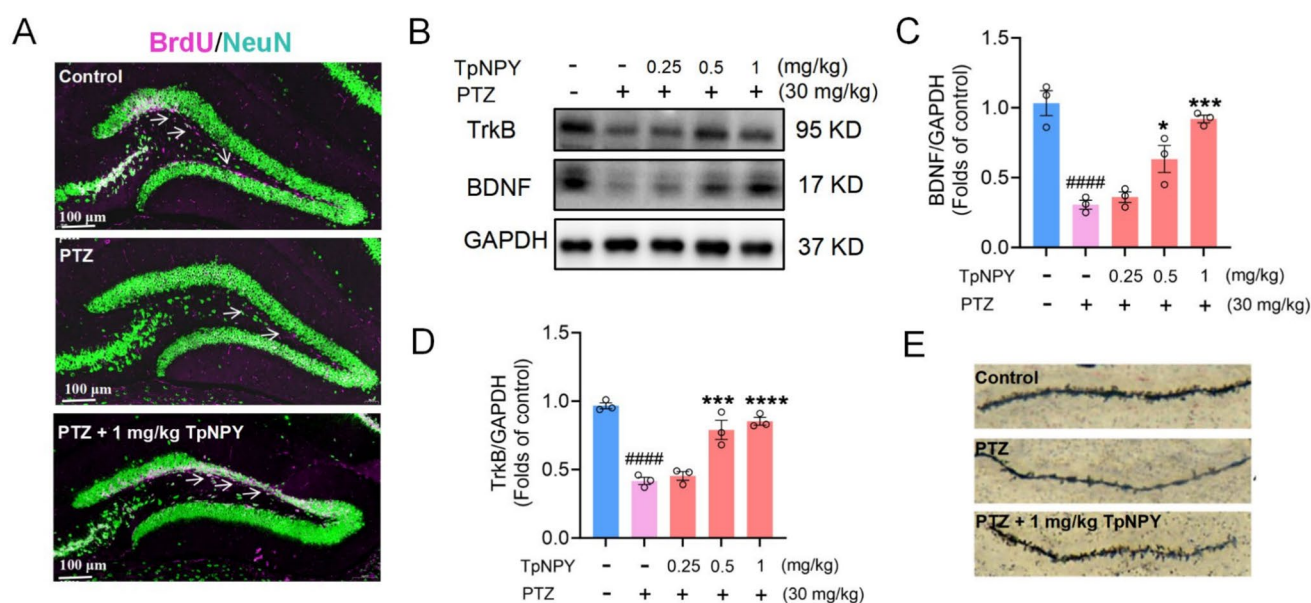 A
BrdU/NeuN
Control
100 µm
PTZ
100 µm
PTZ + 1 mg/kg TpNPY
100 µm
B
TpNPY - - 0.25 0.5 1 (mg/kg)
PTZ - + + + + (30 mg/kg)
TrkB 95 KD
BDNF 17 KD
GAPDH 37 KD
C
BDNF/GAPDH
(Folds of control)
1.5
1.0
0.5
0.0
####
*
***
TpNPY - - 0.25 0.5 1 (mg/kg)
PTZ - + + + + (30 mg/kg)
D
TrkB/GAPDH
(Folds of control)
1.5
1.0
0.5
0.0
####
***
****
TpNPY - - 0.25 0.5 1 (mg/kg)
PTZ - + + + + (30 mg/kg)
E
Control
PTZ
PTZ + 1 mg/kg TpNPY